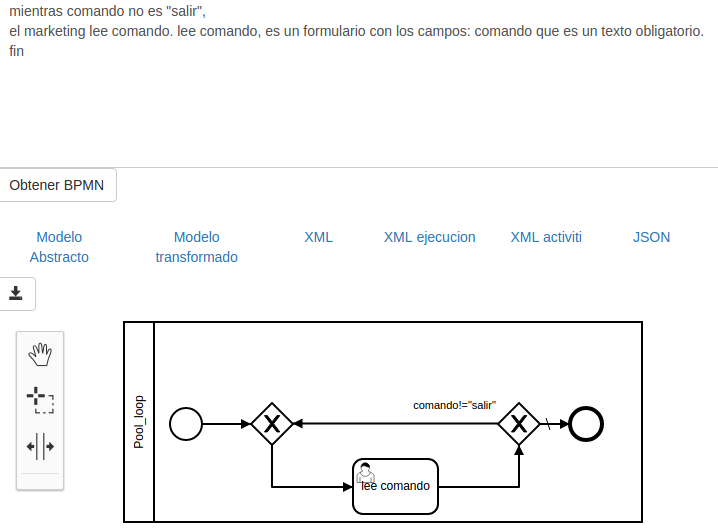 mientras comando no es "salir",
el marketing lee comando. lee comando, es un formulario con los campos: comando que es un texto obligatorio.
fin
Obtener BPMN
Modelo Abstracto
Modelo transformado
XML
XML ejecucion
XML activiti
JSON
Pool_loop
comando!="salir"
X
X
lee comando